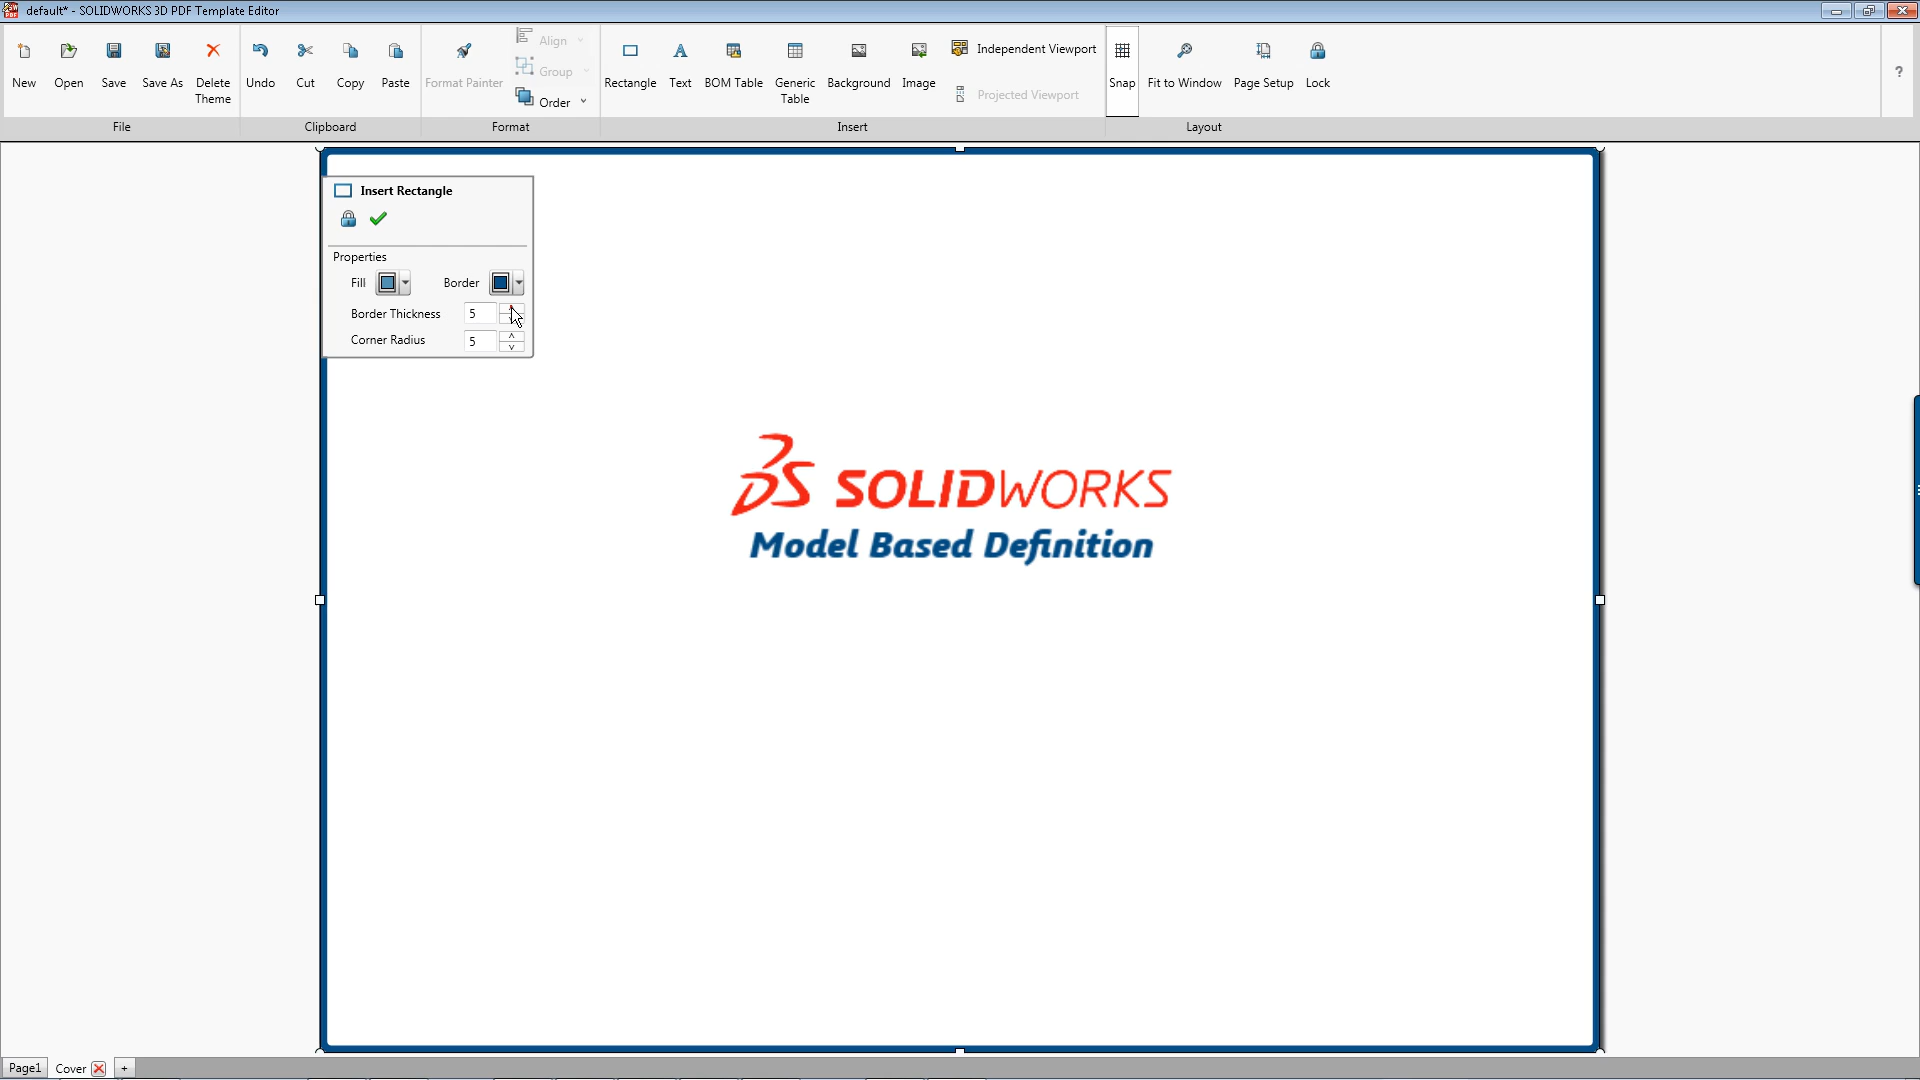 default* - SOLIDWORKS 3D PDF Template Editor
New
Open
Save
Save As
Delete Theme
Undo
Cut
Copy
Paste
Format Painter
Align
Group
Order
Rectangle
Text
BOM Table
Generic Table
Background
Image
Independent Viewport
Projected Viewport
Snap
Fit to Window
Page Setup
Lock
?
File
Clipboard
Format
Insert
Layout
Insert Rectangle
Properties
Fill
Border
Border Thickness 5
Corner Radius 5
SOLIDWORKS
Model Based Definition
Page1
Cover
+